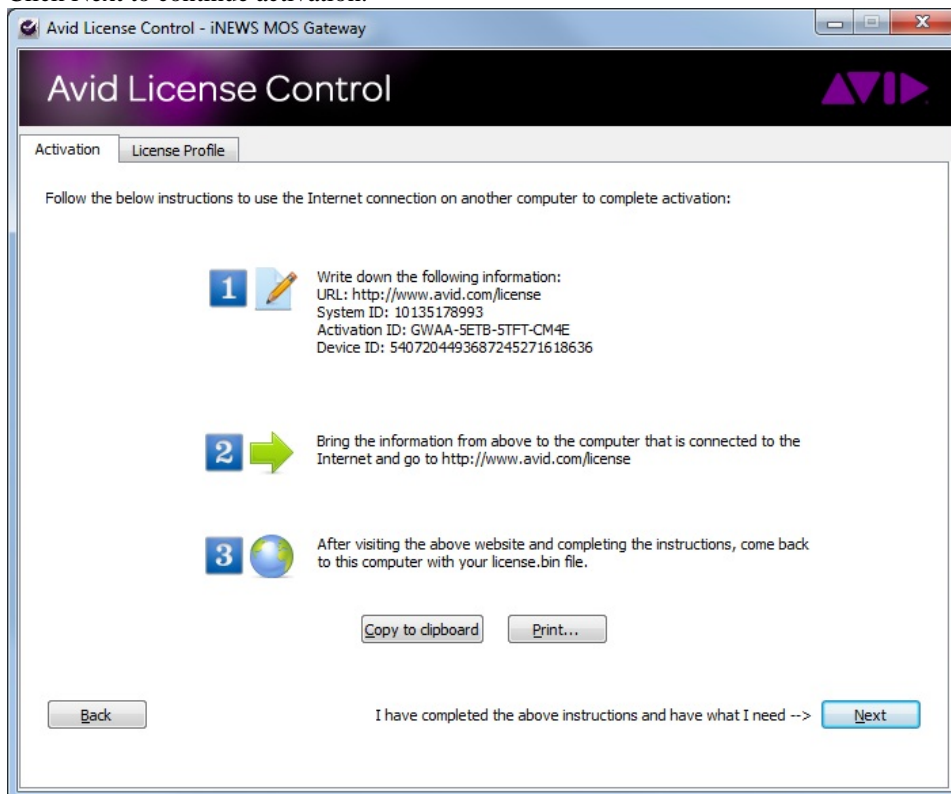 Click Next to continue activation.
Avid License Control - iNEWS MOS Gateway
Avid License Control
AVID
Activation
License Profile
Follow the below instructions to use the Internet connection on another computer to complete activation:
1
Write down the following information:
URL: http://www.avid.com/license
System ID: 10135178993
Activation ID: GWAA-5ETB-5TFT-CM4E
Device ID: 5407204493687245271618636
2
Bring the information from above to the computer that is connected to the
Internet and go to http://www.avid.com/license
3
After visiting the above website and completing the instructions, come back
to this computer with your license.bin file.
Copy to clipboard
Print...
Back
I have completed the above instructions and have what I need -->
Next